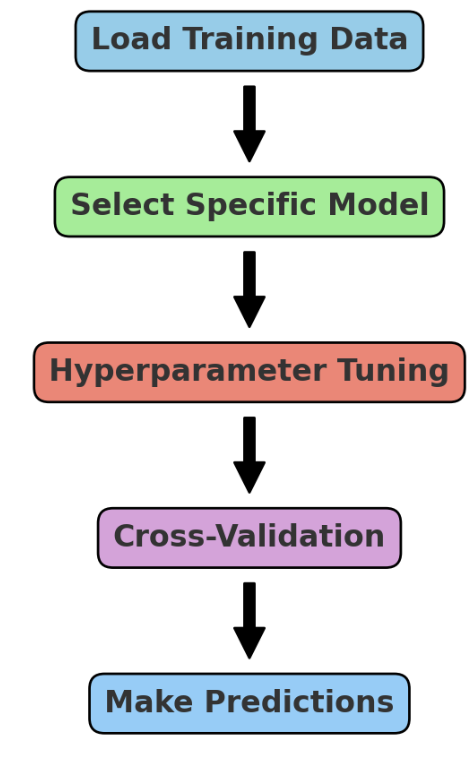 Load Training Data
Select Specific Model
Hyperparameter Tuning
Cross-Validation
Make Predictions